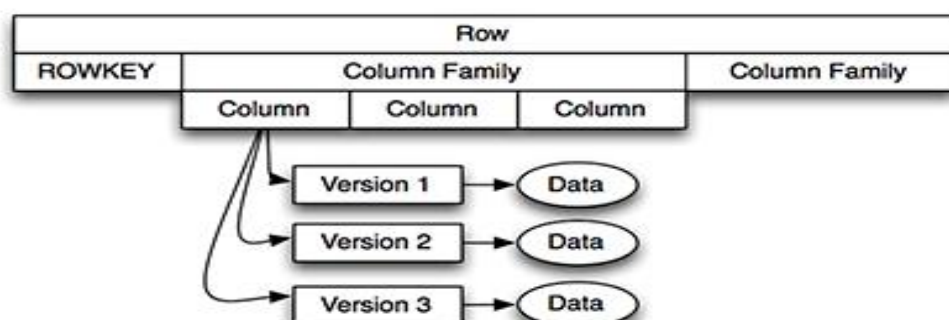 Row
ROWKEY Column Family Column Family
Column Column Column
Version 1 Data
Version 2 Data
Version 3 Data